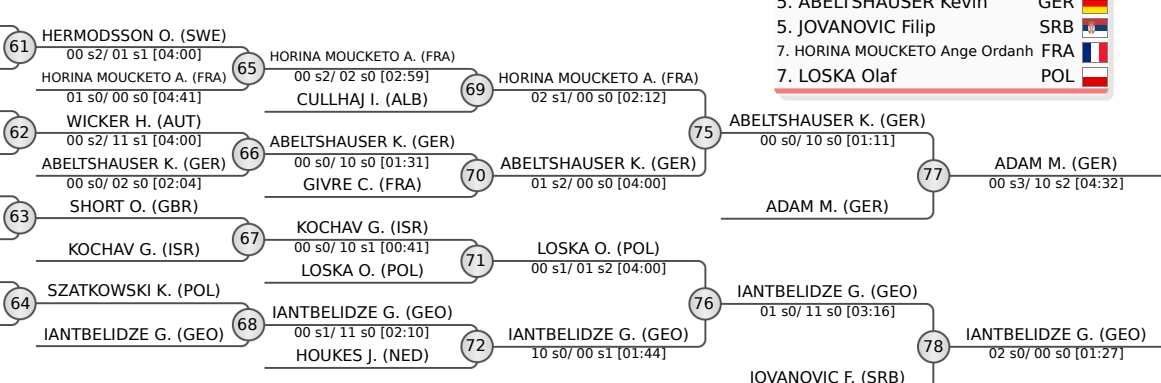 5. ABELTSHAUSER Kevin GER
5. JOVANOVIC Filip SRB
7. HORINA MOUCKETO Ange Ordanh FRA
7. LOSKA Olaf POL
61
HERMODSSON O. (SWE)
00 s2/ 01 s1 [04:00]
HORINA MOUCKETO A. (FRA)
01 s0/ 00 s0 [04:41]
62
WICKER H. (AUT)
00 s2/ 11 s1 [04:00]
ABELTSHAUSER K. (GER)
00 s0/ 02 s0 [02:04]
63
SHORT O. (GBR)
KOCHAV G. (ISR)
64
SZATKOWSKI K. (POL)
IANTBELIDZE G. (GEO)
65
HORINA MOUCKETO A. (FRA)
00 s2/ 02 s0 [02:59]
CULLHAJ I. (ALB)
66
ABELTSHAUSER K. (GER)
00 s0/ 10 s0 [01:31]
GIVRE C. (FRA)
67
KOCHAV G. (ISR)
00 s0/ 10 s1 [00:41]
LOSKA O. (POL)
68
IANTBELIDZE G. (GEO)
00 s1/ 11 s0 [02:10]
HOUKES J. (NED)
69
HORINA MOUCKETO A. (FRA)
02 s1/ 00 s0 [02:12]
70
ABELTSHAUSER K. (GER)
01 s2/ 00 s0 [04:00]
71
LOSKA O. (POL)
00 s1/ 01 s2 [04:00]
72
IANTBELIDZE G. (GEO)
10 s0/ 00 s1 [01:44]
75
ABELTSHAUSER K. (GER)
00 s0/ 10 s0 [01:11]
ADAM M. (GER)
76
IANTBELIDZE G. (GEO)
01 s0/ 11 s0 [03:16]
JOVANOVIC F. (SRB)
77
ADAM M. (GER)
00 s3/ 10 s2 [04:32]
78
IANTBELIDZE G. (GEO)
02 s0/ 00 s0 [01:27]